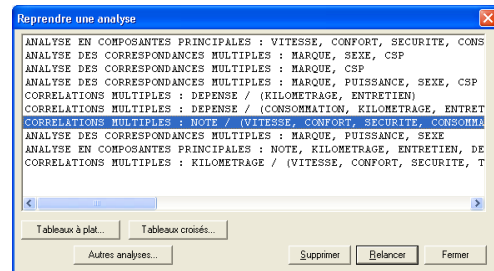 Reprendre une analyse
ANALYSE EN COMPOSANTES PRINCIPALES : VITESSE, CONFORT, SECURITE, CONS
ANALYSE DES CORRESPONDANCES MULTIPLES : MARQUE, SEXE, CSP
ANALYSE DES CORRESPONDANCES MULTIPLES : MARQUE, CSP
ANALYSE DES CORRESPONDANCES MULTIPLES : MARQUE, PUISSANCE, SEXE, CSP
CORRELATIONS MULTIPLES : DEPENSE / (KILOMETRAGE, ENTRETIEN)
CORRELATIONS MULTIPLES : DEPENSE / (CONSOMMATION, KILOMETRAGE, ENTRET
CORRELATIONS MULTIPLES : NOTE / (VITESSE, CONFORT, SECURITE, CONSOMMA
ANALYSE DES CORRESPONDANCES MULTIPLES : MARQUE, PUISSANCE, SEXE
ANALYSE EN COMPOSANTES PRINCIPALES : NOTE, KILOMETRAGE, ENTRETIEN, DE
CORRELATIONS MULTIPLES : KILOMETRAGE / (VITESSE, CONFORT, SECURITE, T
Tableaux à plat... Tableaux croisés...
Autres analyses... Supprimer Relancer Fermer